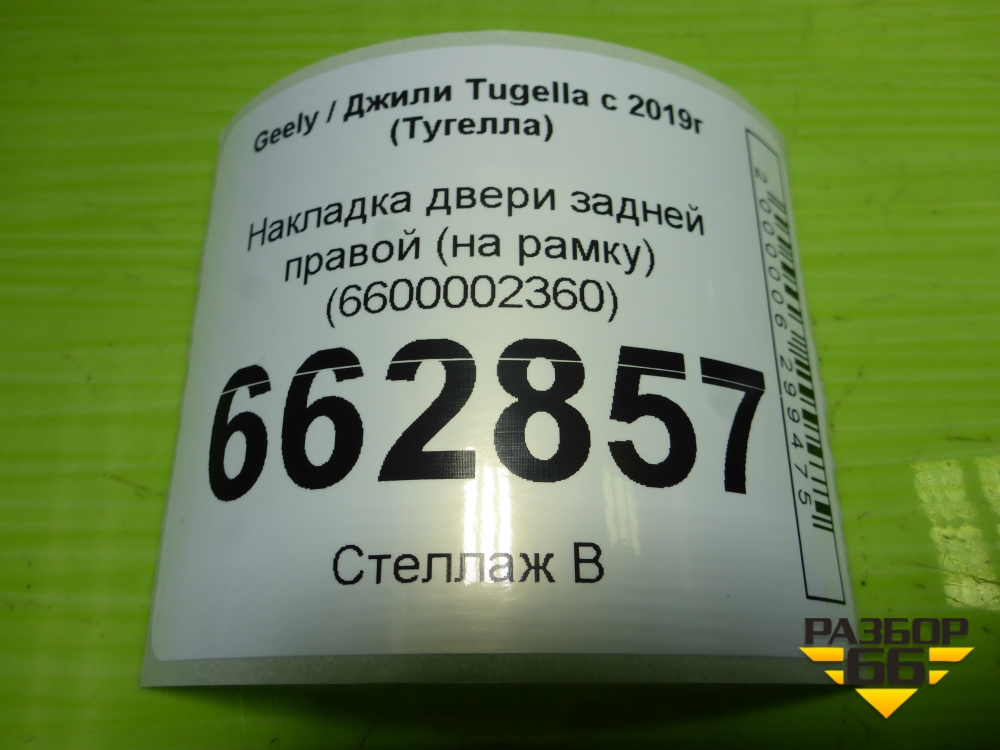 Geely / Джили Tugella с 2019г
(Тугелла)
Накладка двери задней
правой (на рамку)
(6600002360)
662857
Стеллаж В
2000006299475
РАЗБОР
66